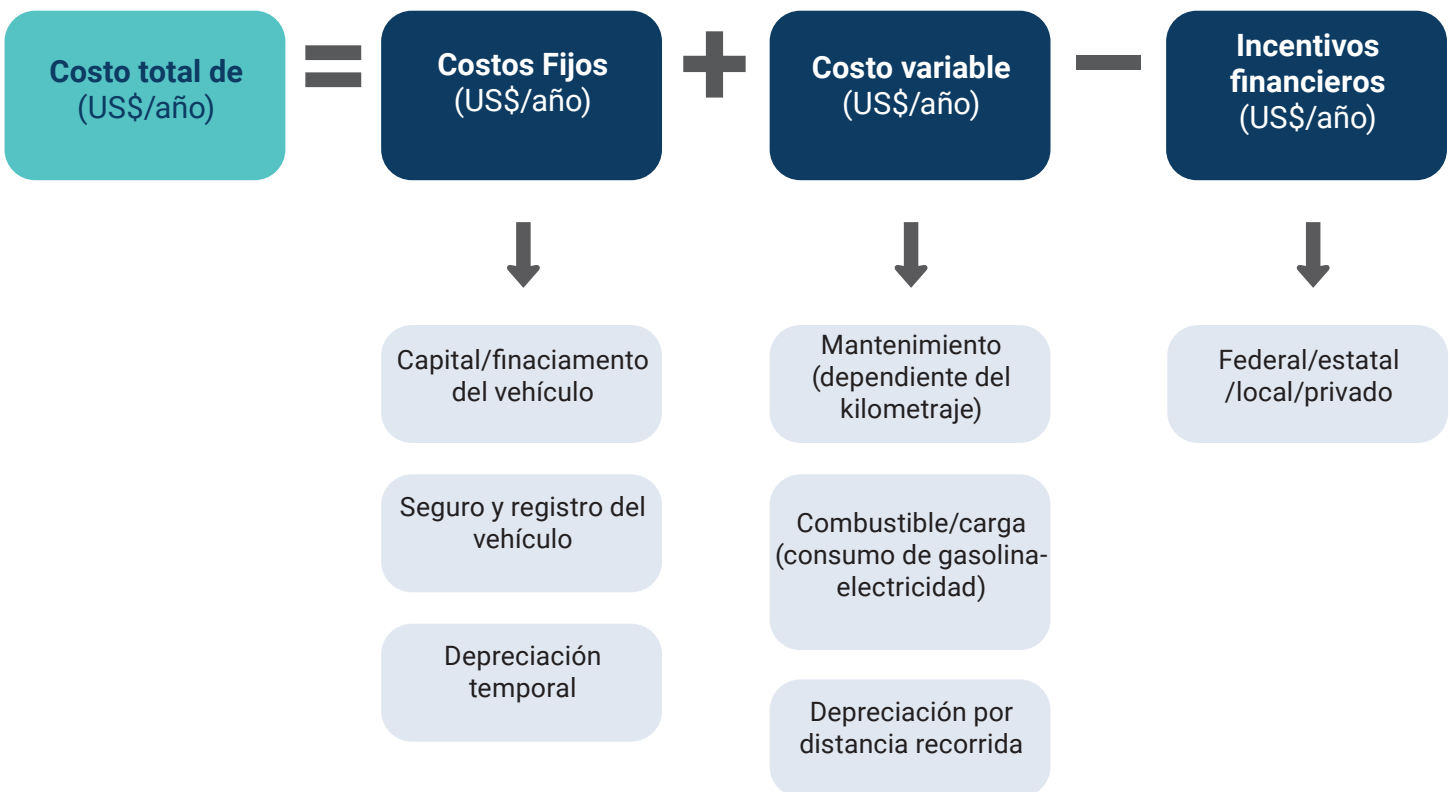 Costo total de
(US$/año)
=
Costos Fijos
(US$/año)
+
Costo variable
(US$/año)
—
Incentivos
financieros
(US$/año)
Capital/finaciamento
del vehículo
Seguro y registro del
vehículo
Depreciación
temporal
Mantenimiento
(dependiente del
kilometraje)
Combustible/carga
(consumo de gasolina-
electricidad)
Depreciación por
distancia recorrida
Federal/estatal
/local/privado